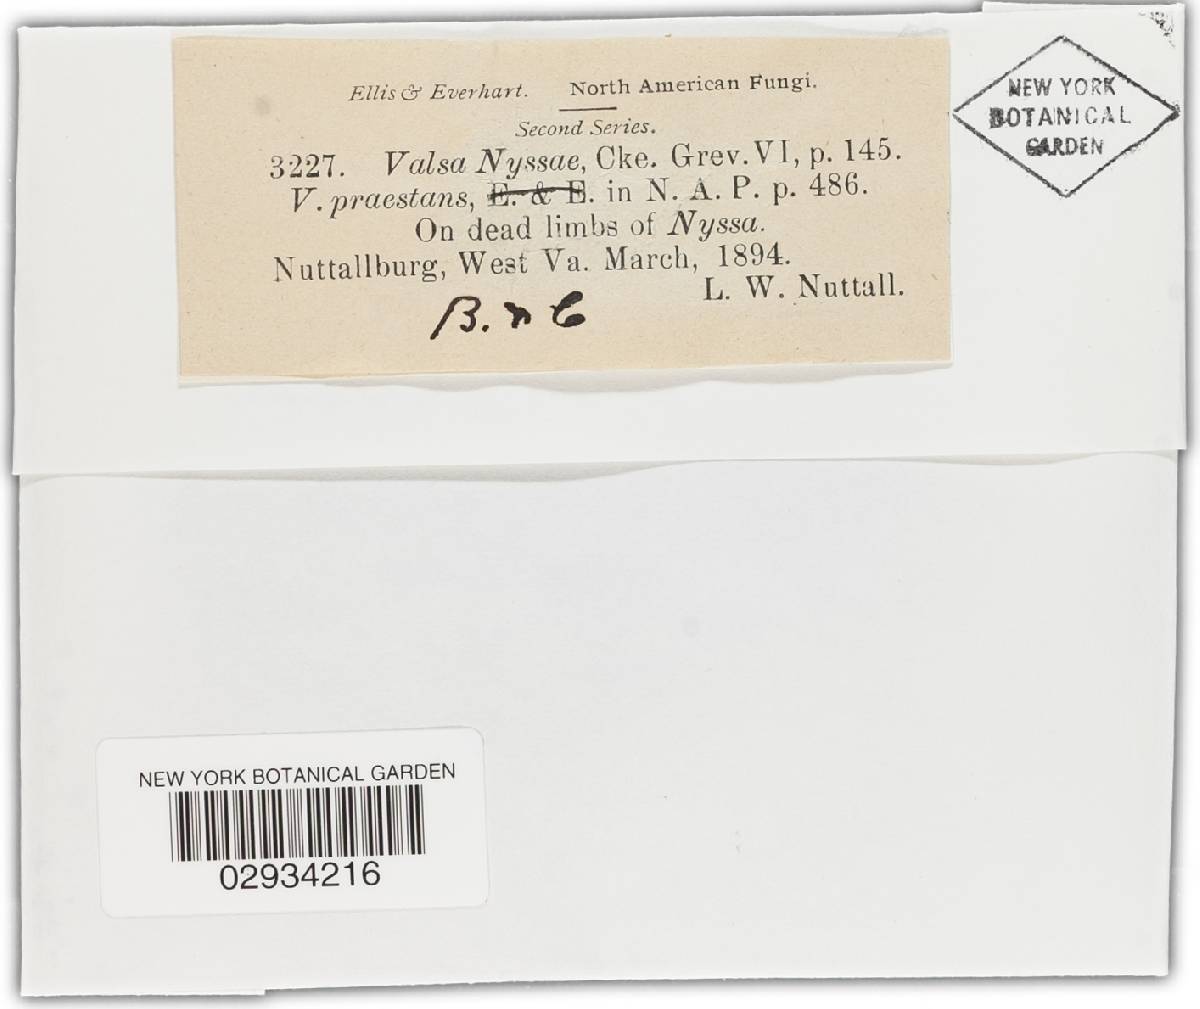 Ellis & Everhart. North American Fungi.
Second Series.
3227. Valsa Nyssae, Cke. Grev. VI, p. 145.
V. praestans, E. & E. in N. A. P. p. 486.
On dead limbs of Nyssa.
Nuttallburg, West Va. March, 1894.
L. W. Nuttall.
NEW YORK
BOTANICAL
GARDEN
NEW YORK BOTANICAL GARDEN
02934216